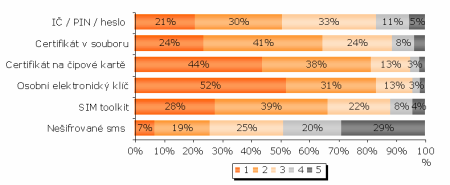 IČ / PIN / heslo 21% 30% 33% 11% 5%
Certifikát v souboru 24% 41% 24% 8%
Certifikát na čipové kartě 44% 38% 13% 3%
Osobní elektronický klíč 52% 31% 13% 3%
SIM toolkit 28% 39% 22% 8% 4%
Nešifrované sms 7% 19% 25% 20% 29%
0% 10% 20% 30% 40% 50% 60% 70% 80% 90% 100
%
1 2 3 4 5